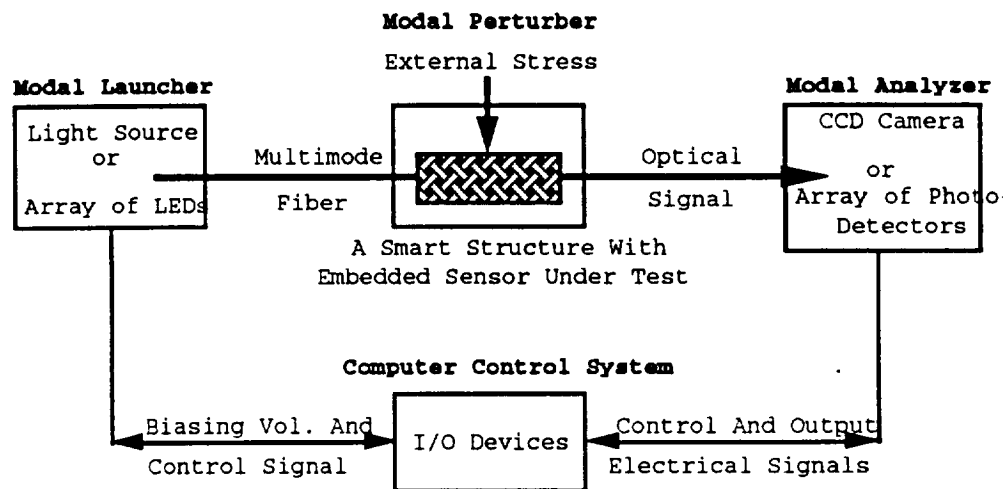 Modal Perturber
External Stress
Modal Launcher
Light Source
or
Array of LEDs
Multimode
Fiber
Optical
Signal
Modal Analyzer
CCD Camera
or
Array of Photo-
Detectors
A Smart Structure With
Embedded Sensor Under Test
Computer Control System
Biasing Vol. And
Control Signal
I/O Devices
Control And Output
Electrical Signals